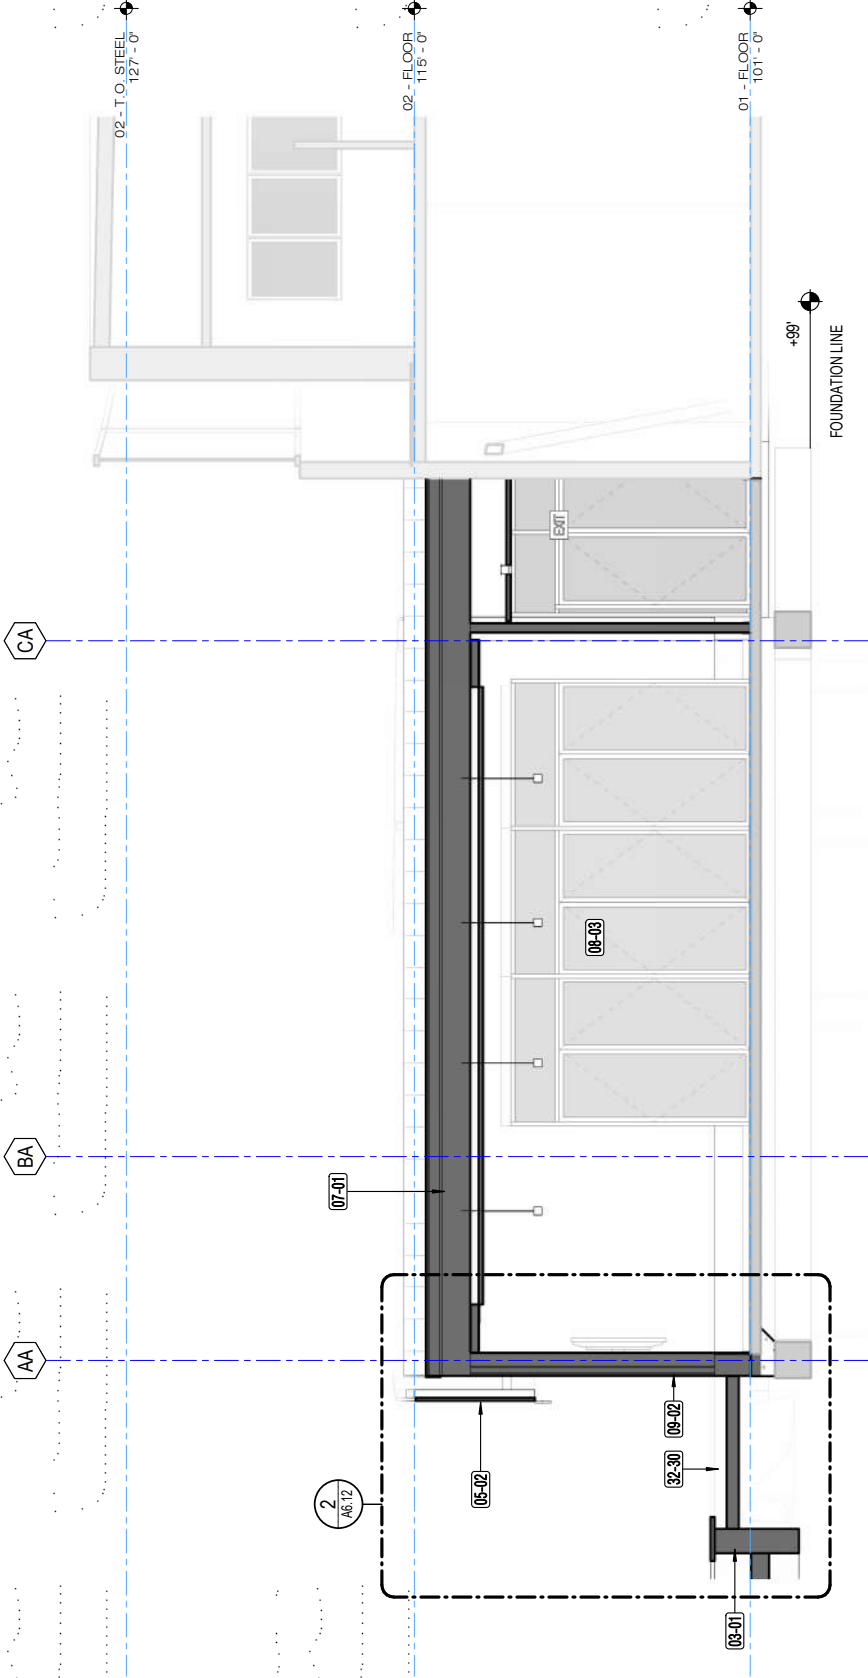 02 - T.O. STEEL
127' - 0"
02 - FLOOR
115' - 0"
01 - FLOOR
101' - 0"
+99'
FOUNDATION LINE
EXIT
CA
08-03
BA
07-01
AA
09-02
32-30
05-02
2
A6.12
03-01